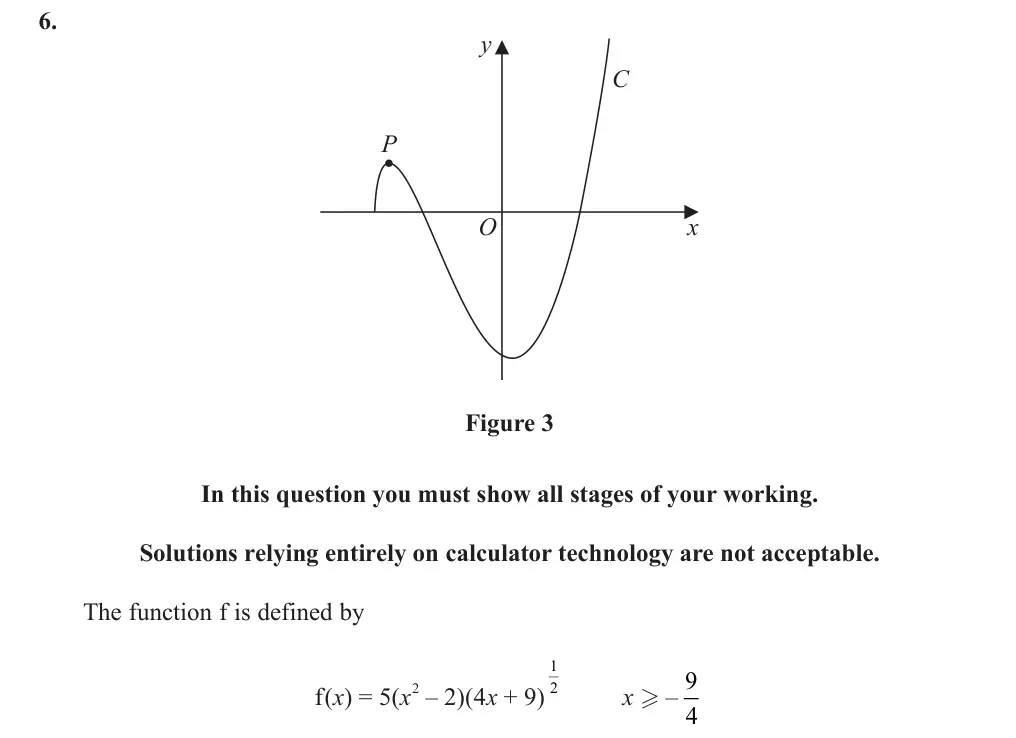 6.
y
C
P
O
x
Figure 3
In this question you must show all stages of your working.
Solutions relying entirely on calculator technology are not acceptable.
The function f is defined by
f(x) = 5(x² – 2)(4x + 9)^(1/2) x ⩾ –9/4